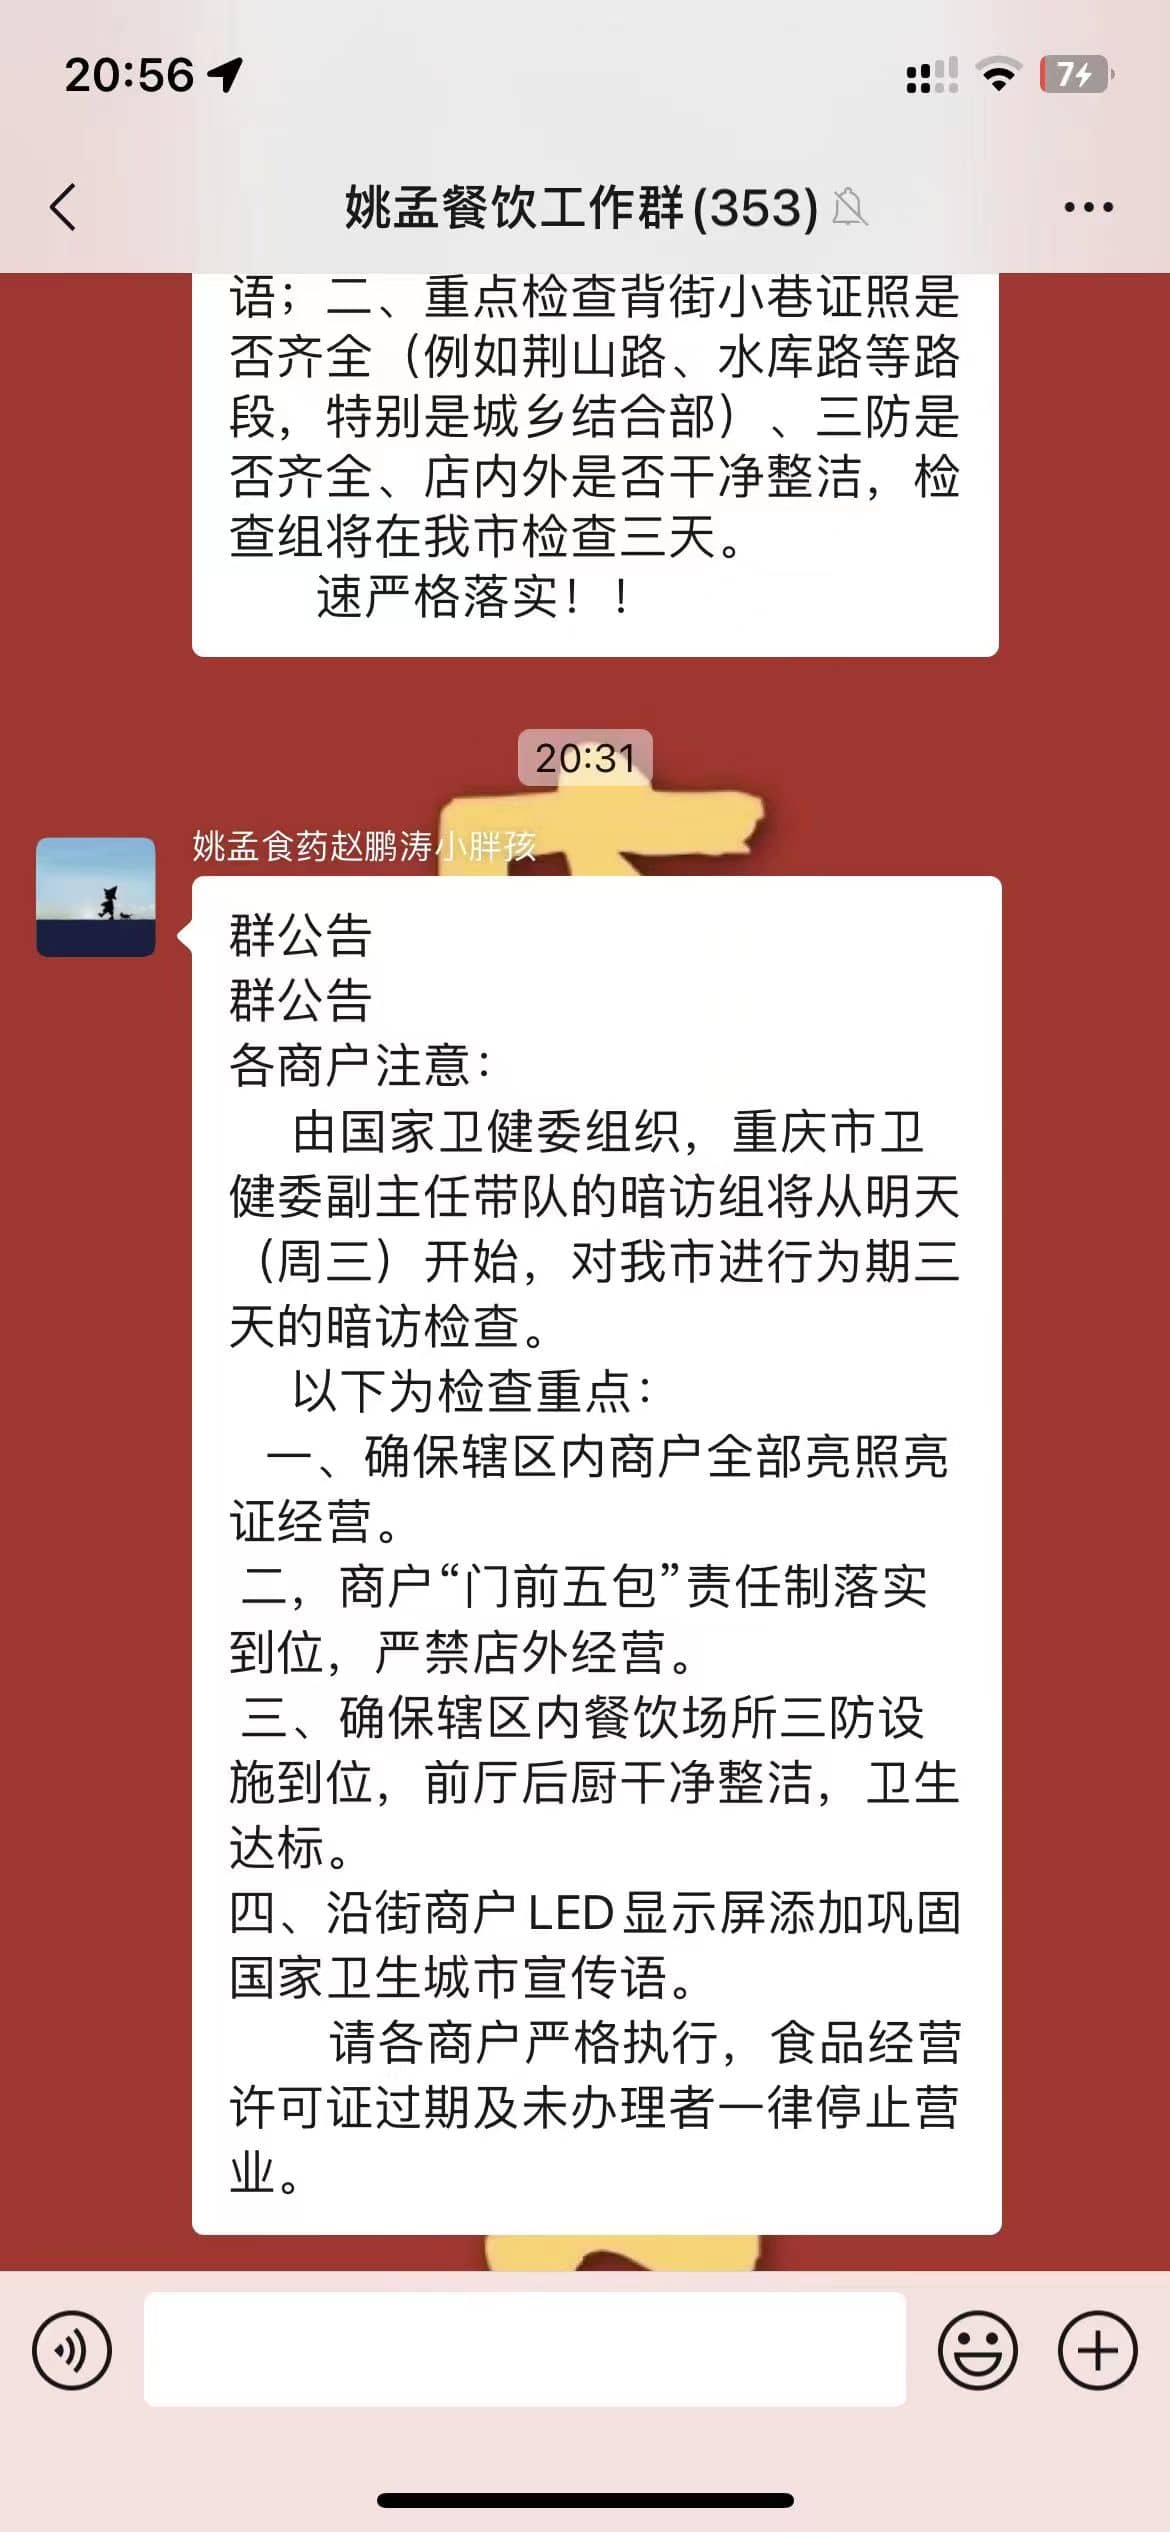 20:56
7
姚孟餐饮工作群(353)
语；二、重点检查背街小巷证照是
否齐全（例如荆山路、水库路等路
段，特别是城乡结合部）、三防是
否齐全、店内外是否干净整洁，检
查组将在我市检查三天。
速严格落实！！
20:31
姚孟食药赵鹏涛小胖孩
群公告
群公告
各商户注意：
由国家卫健委组织，重庆市卫
健委副主任带队的暗访组将从明天
（周三）开始，对我市进行为期三
天的暗访检查。
以下为检查重点：
一、确保辖区内商户全部亮照亮
证经营。
二，商户“门前五包”责任制落实
到位，严禁店外经营。
三、确保辖区内餐饮场所三防设
施到位，前厅后厨干净整洁，卫生
达标。
四、沿街商户LED显示屏添加巩固
国家卫生城市宣传语。
请各商户严格执行，食品经营
许可证过期及未办理者一律停止营
业。